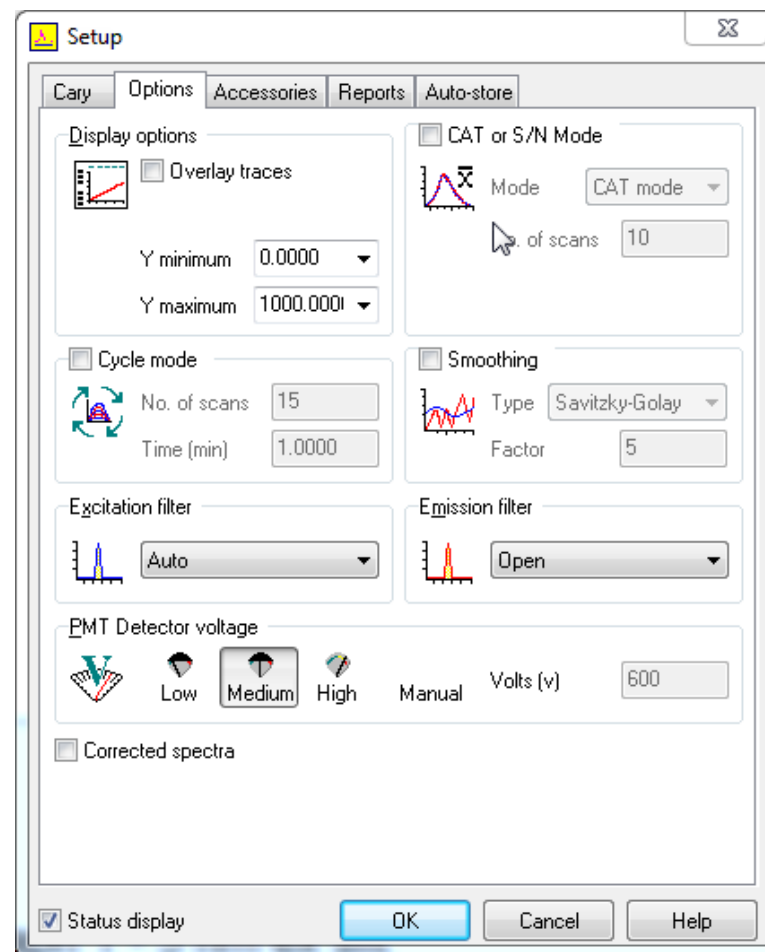 Setup
Cary Options Accessories Reports Auto-store
Display options
Overlay traces
Y minimum 0.0000
Y maximum 1000.000
CAT or S/N Mode
Mode CAT mode
of scans 10
Cycle mode
No. of scans 15
Time (min) 1.0000
Smoothing
Type Savitzky-Golay
Factor 5
Excitation filter
Auto
Emission filter
Open
PMT Detector voltage
V
Low Medium High Manual Volts (v) 600
Corrected spectra
Status display OK Cancel Help